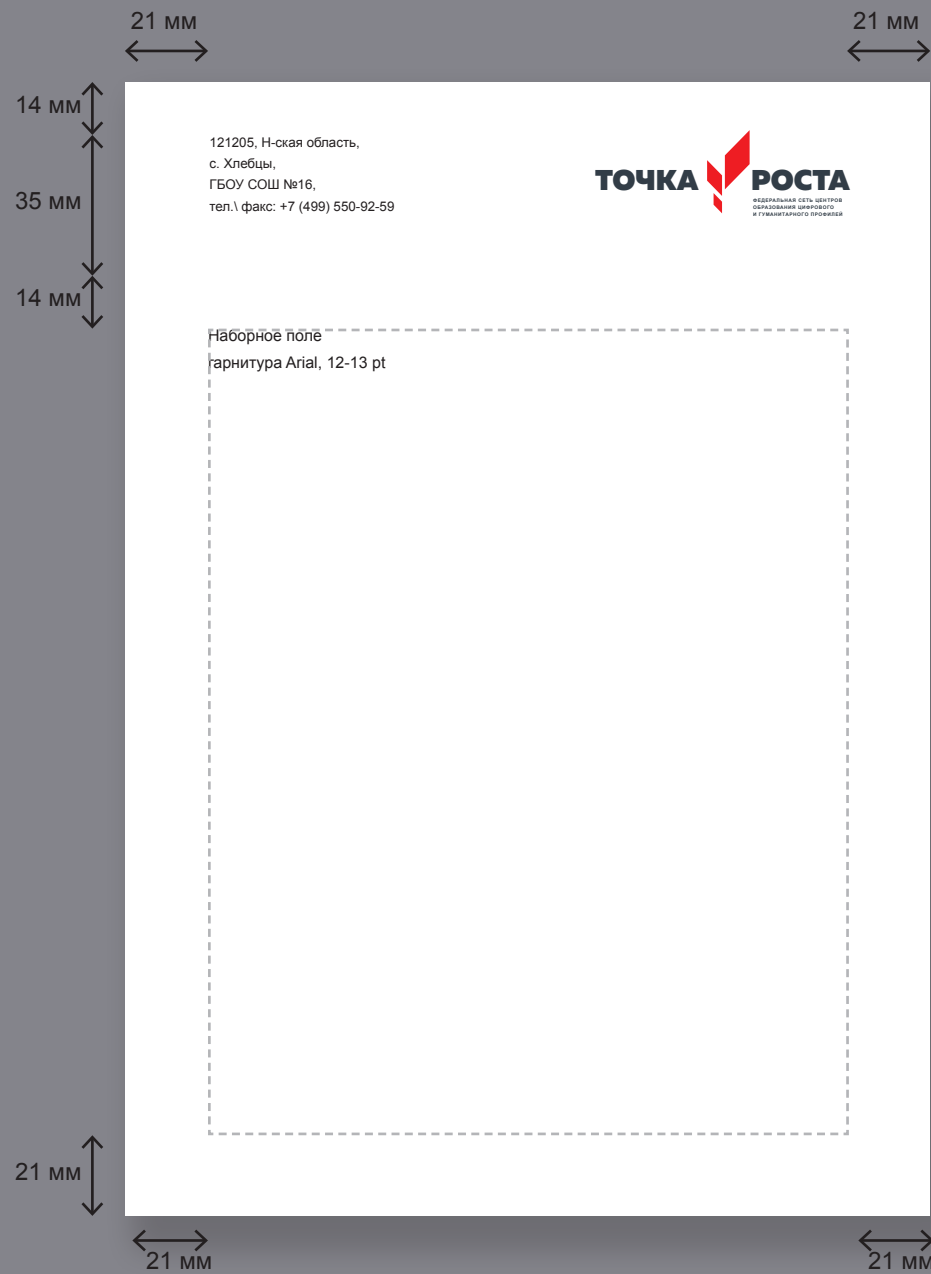 21 мм
21 мм
14 мм
35 мм
14 мм
121205, Н-ская область,
с. Хлебцы,
ГБОУ СОШ №16,
тел.\ факс: +7 (499) 550-92-59
ТОЧКА РОСТА
ФЕДЕРАЛЬНАЯ СЕТЬ ЦЕНТРОВ
ОБРАЗОВАНИЯ ЦИФРОВОГО
И ГУМАНИТАРНОГО ПРОФИЛЕЙ
Наборное поле
гарнитура Arial, 12-13 pt
21 мм
21 мм
21 мм